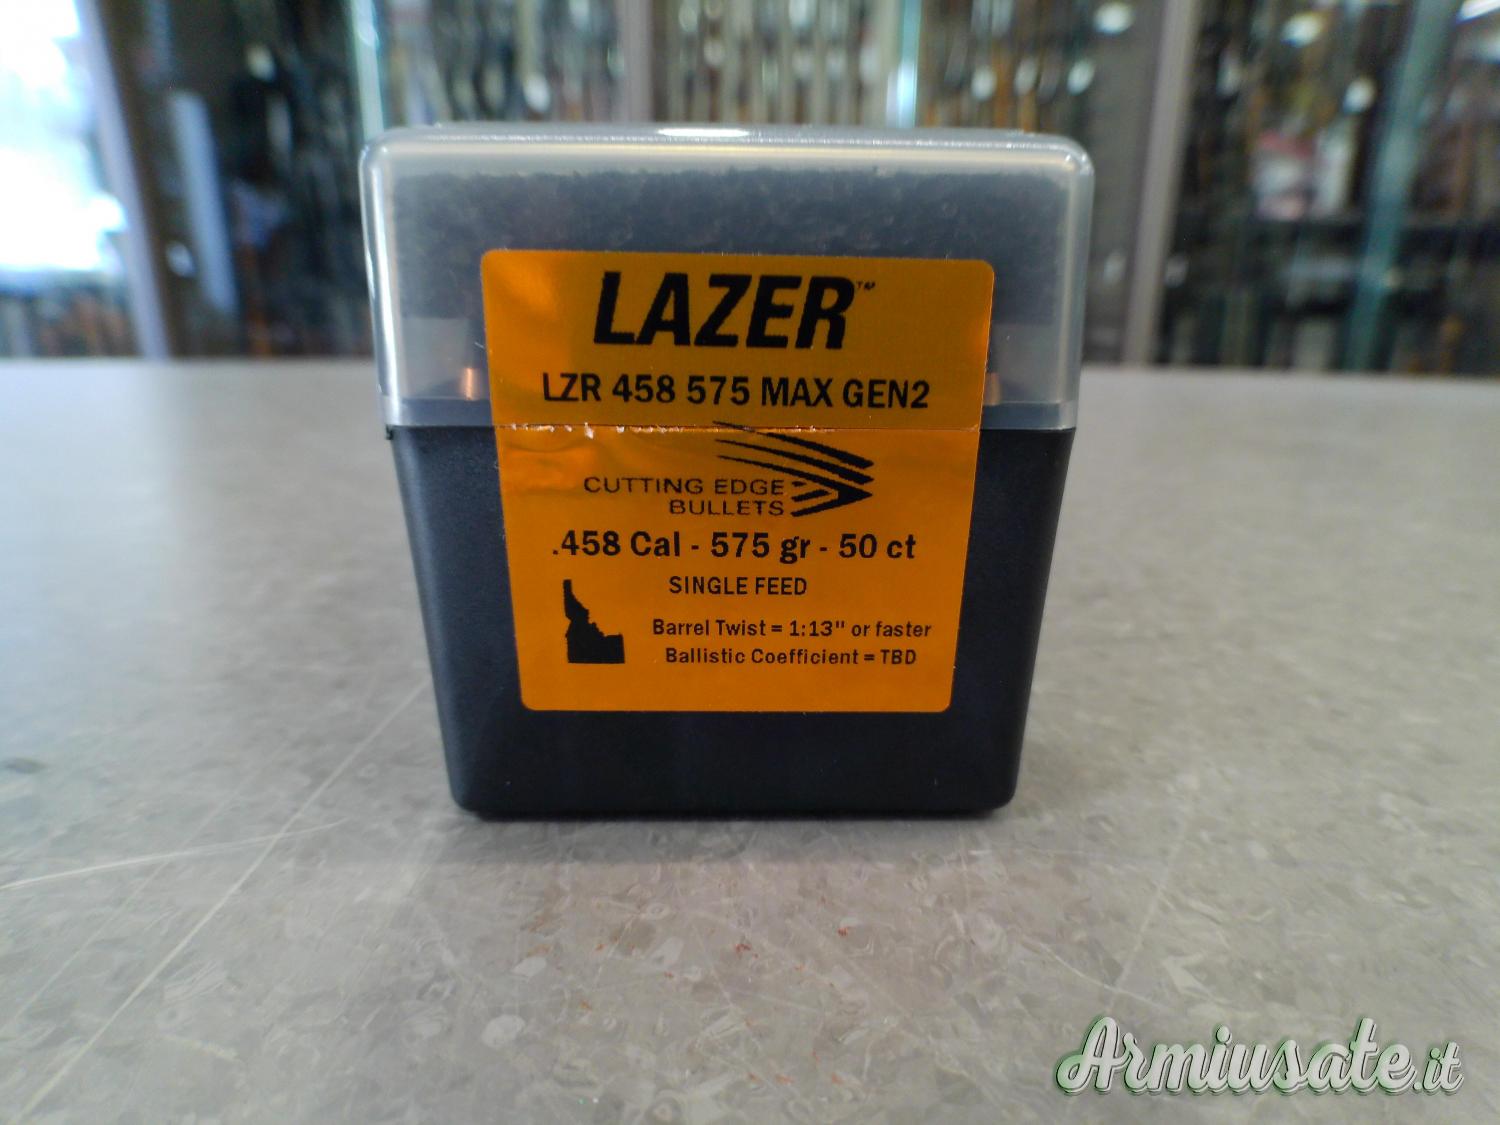 LAZER™
LZR 458 575 MAX GEN2
CUTTING EDGE
BULLETS
.458 Cal - 575 gr - 50 ct
SINGLE FEED
Barrel Twist = 1:13" or faster
Ballistic Coefficient = TBD
Armiusate.it